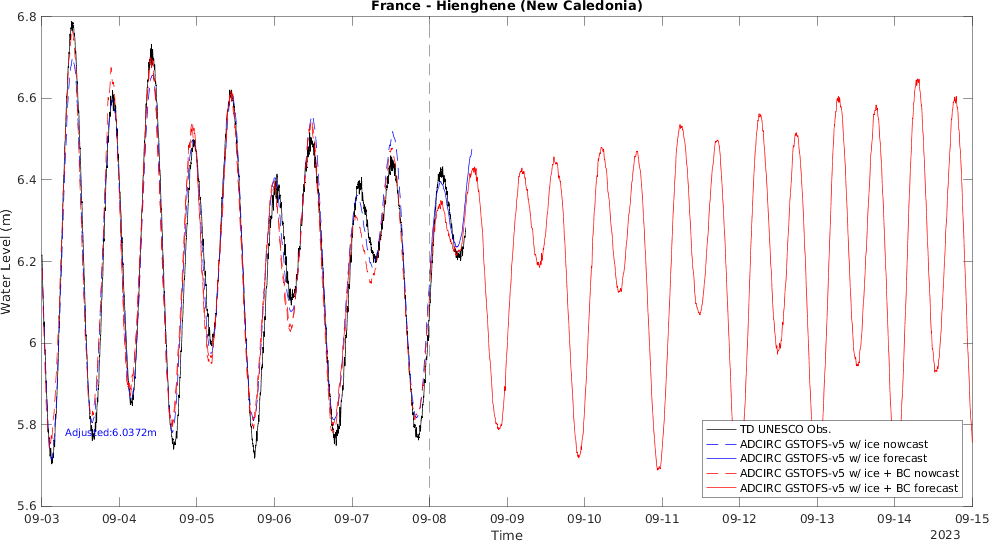 France - Hienghene (New Caledonia)
Water Level (m)
6.8
6.6
6.4
6.2
6
5.8
5.6
Adjusted:6.0372m
TD UNESCO Obs.
ADCIRC GSTOFS-v5 w/ ice nowcast
ADCIRC GSTOFS-v5 w/ ice forecast
ADCIRC GSTOFS-v5 w/ ice + BC nowcast
ADCIRC GSTOFS-v5 w/ ice + BC forecast
09-03 09-04 09-05 09-06 09-07 09-08 09-09 09-10 09-11 09-12 09-13 09-14 09-15
Time
2023